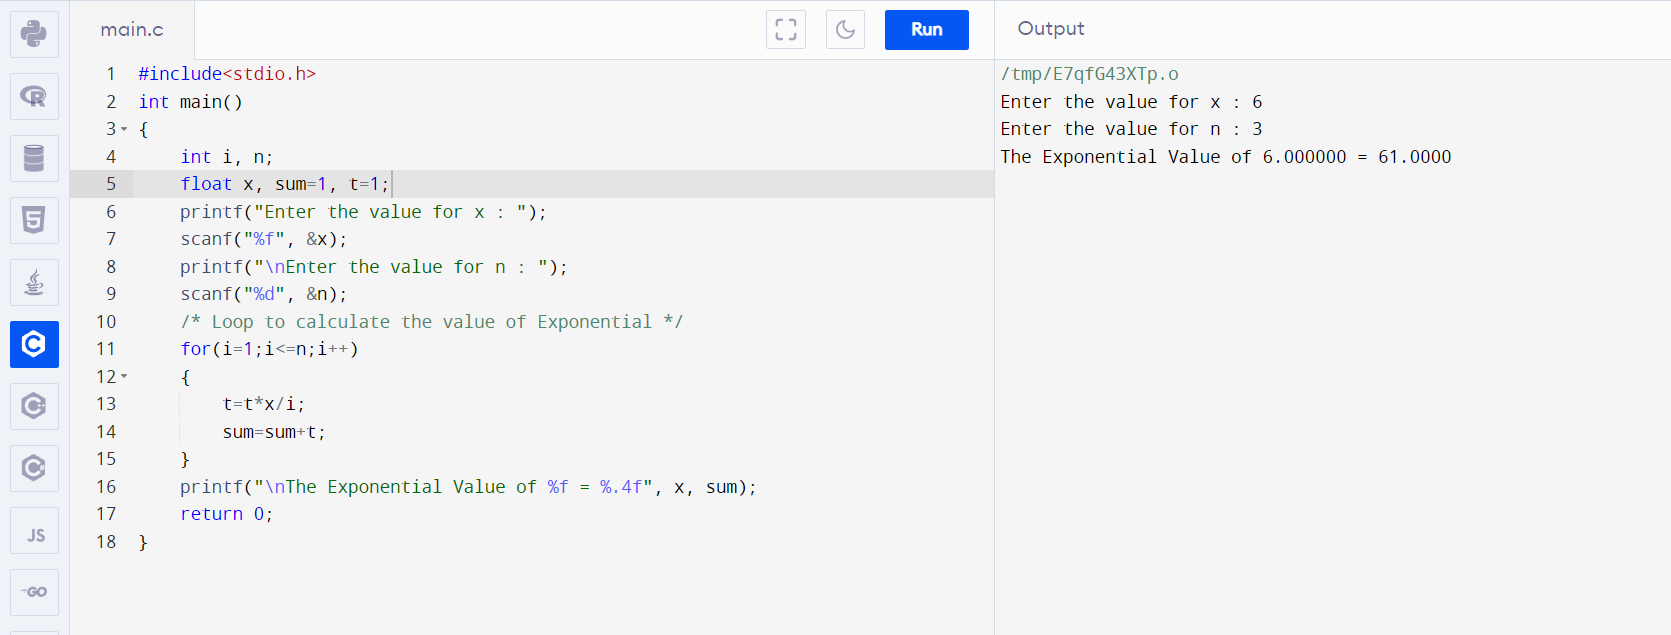 main.c
Run
Output
1 #include<stdio.h>
2 int main()
3 {
4     int i, n;
5     float x, sum=1, t=1;
6     printf("Enter the value for x : ");
7     scanf("%f", &x);
8     printf("\nEnter the value for n : ");
9     scanf("%d", &n);
10     /* Loop to calculate the value of Exponential */
11     for(i=1;i<=n;i++)
12     {
13         t=t*x/i;
14         sum=sum+t;
15     }
16     printf("\nThe Exponential Value of %f = %.4f", x, sum);
17     return 0;
18 }
/tmp/E7qfG43XTp.o
Enter the value for x : 6
Enter the value for n : 3
The Exponential Value of 6.000000 = 61.0000
R
5
C
C
C
JS
GO